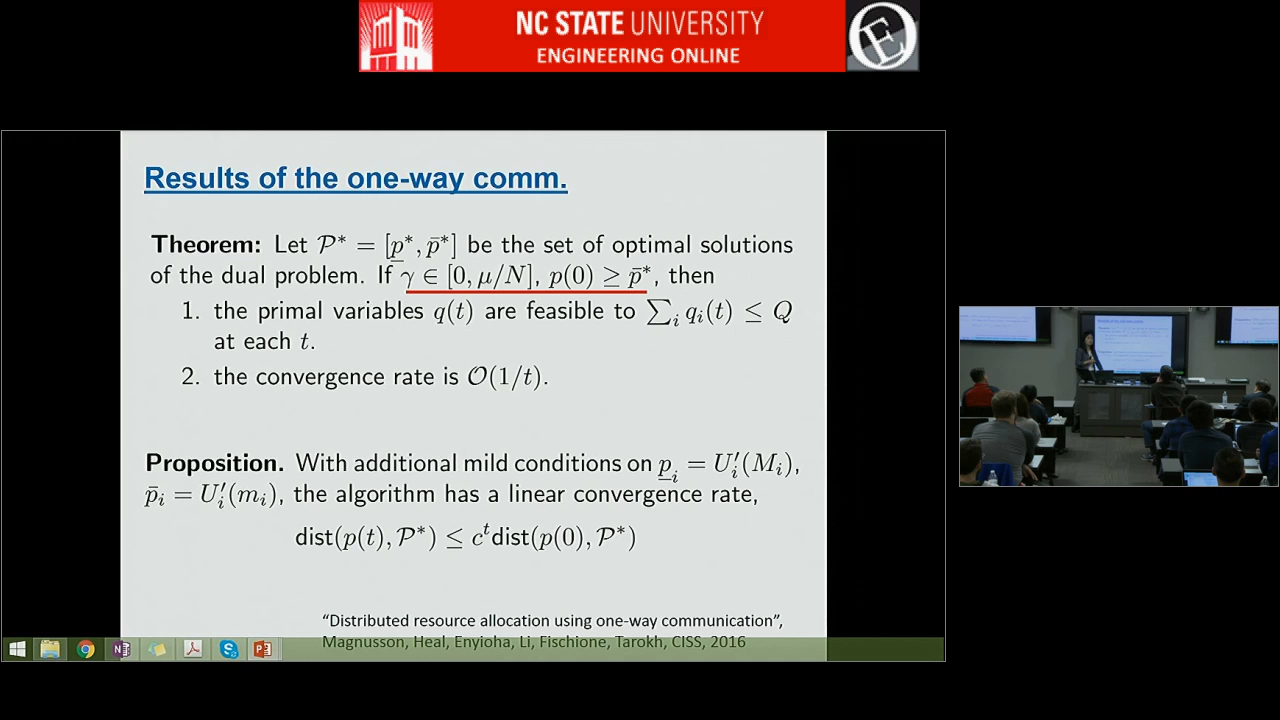 NC STATE UNIVERSITY
ENGINEERING ONLINE
Results of the one-way comm.
Theorem: Let 𝒫* = [p̲*, p̄*] be the set of optimal solutions
of the dual problem. If γ ∈ [0, μ/N], p(0) ≥ p̄*, then
1. the primal variables q(t) are feasible to ∑ᵢ qᵢ(t) ≤ Q
at each t.
2. the convergence rate is 𝒪(1/t).
Proposition. With additional mild conditions on p̲ᵢ = Uᵢ′(Mᵢ),
p̄ᵢ = Uᵢ′(mᵢ), the algorithm has a linear convergence rate,
dist(p(t), 𝒫*) ≤ cᵗdist(p(0), 𝒫*)
“Distributed resource allocation using one-way communication”,
Magnusson, Heal, Enyioha, Li, Fischione, Tarokh, CISS, 2016